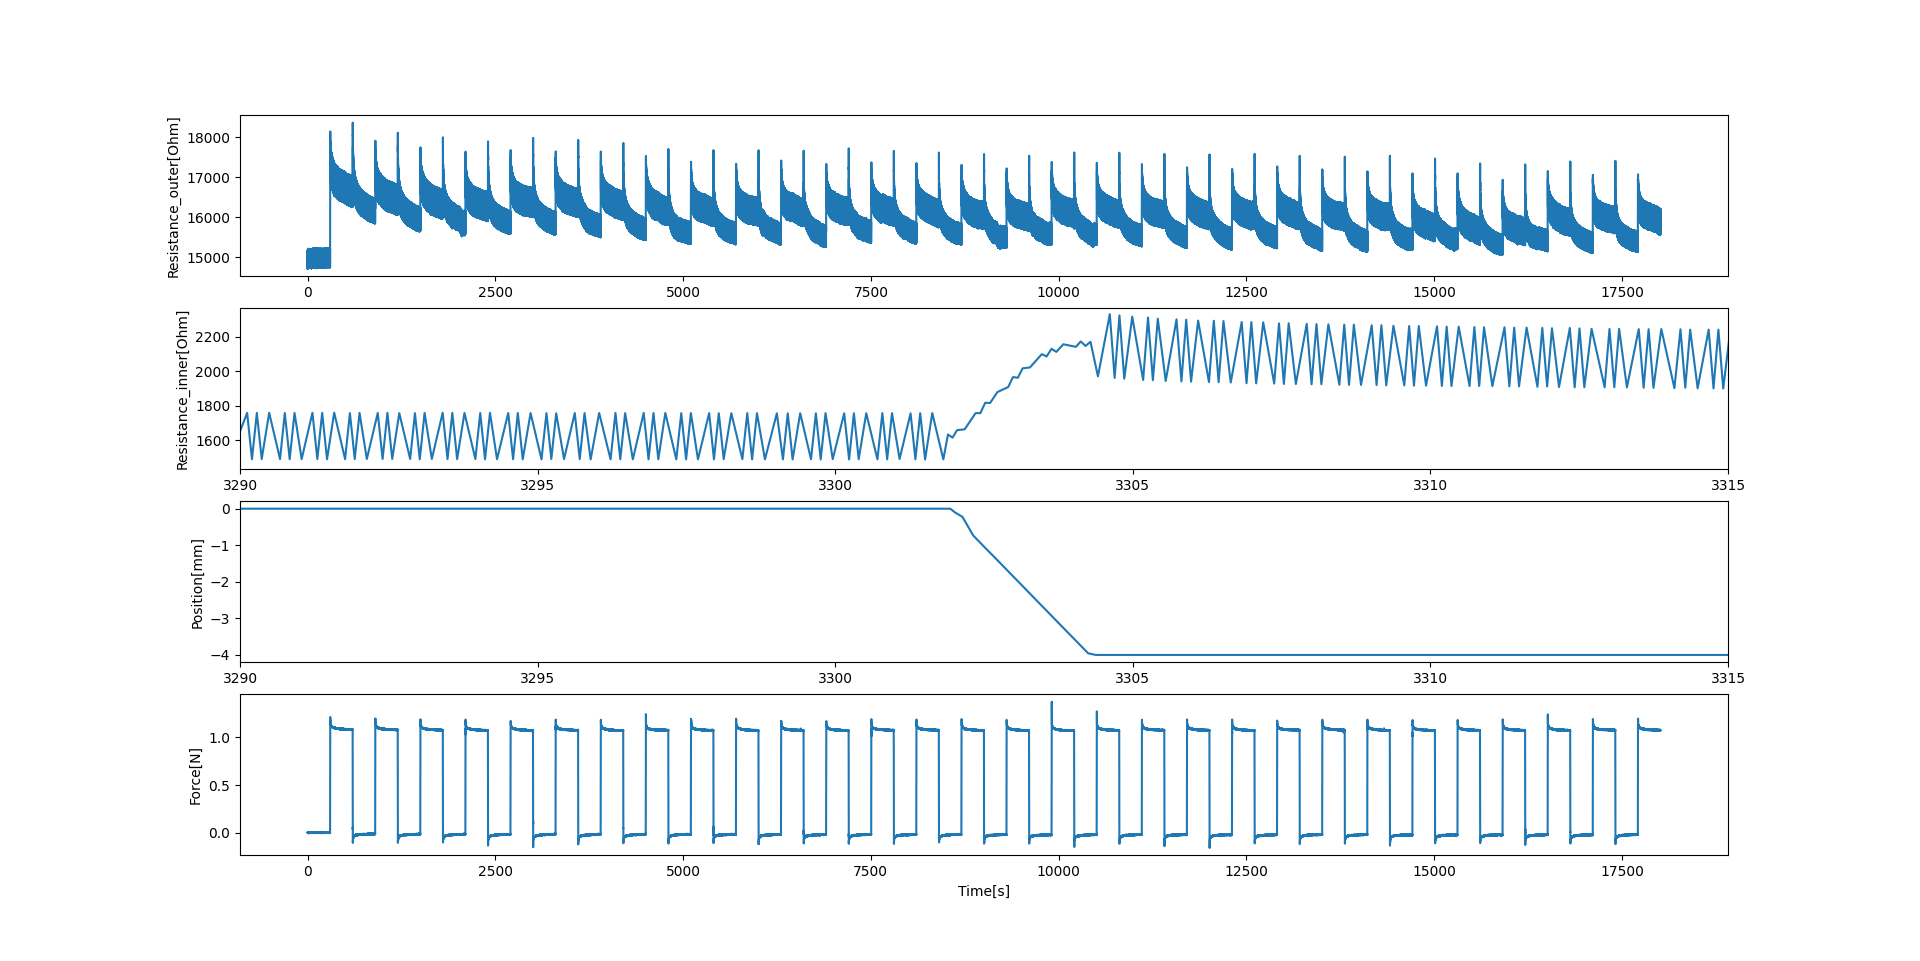 Resistance_outer[Ohm]
18000
17000
16000
15000
0 2500 5000 7500 10000 12500 15000 17500
Resistance_inner[Ohm]
2200
2000
1800
1600
3290 3295 3300 3305 3310 3315
Position[mm]
0
−1
−2
−3
−4
3290 3295 3300 3305 3310 3315
Force[N]
1.0
0.5
0.0
0 2500 5000 7500 10000 12500 15000 17500
Time[s]